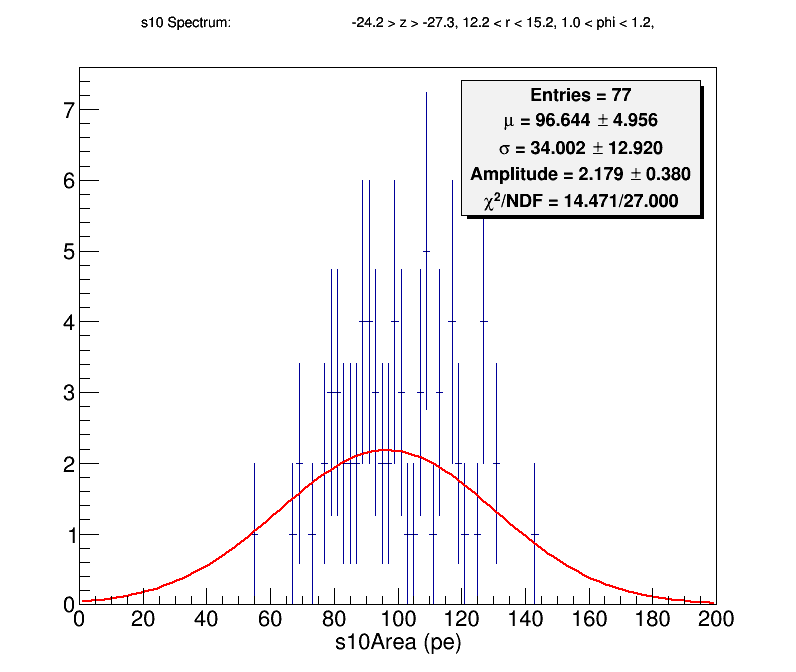 s10 Spectrum: -24.2 > z > -27.3, 12.2 < r < 15.2, 1.0 < phi < 1.2,
Entries = 77
μ = 96.644 ± 4.956
σ = 34.002 ± 12.920
Amplitude = 2.179 ± 0.380
χ²/NDF = 14.471/27.000
7
6
5
4
3
2
1
0
0 20 40 60 80 100 120 140 160 180 200
s10Area (pe)